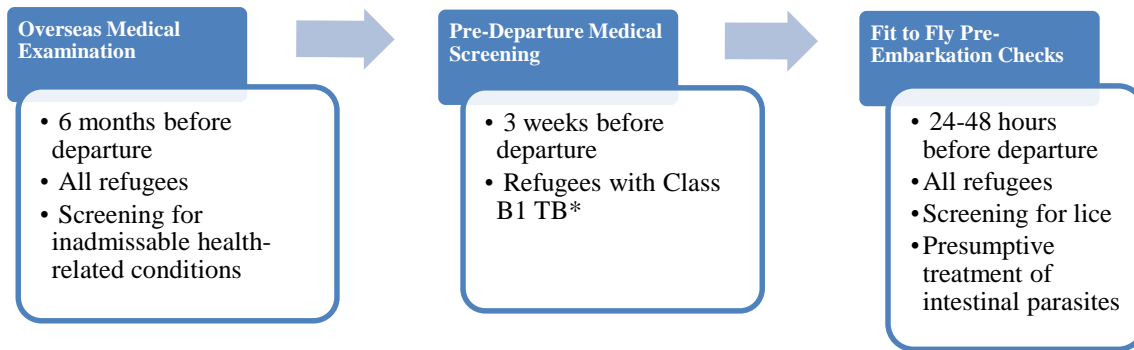 Overseas Medical
Examination
• 6 months before
departure
• All refugees
• Screening for
inadmissable health-
related conditions
Pre-Departure Medical
Screening
• 3 weeks before
departure
• Refugees with Class
B1 TB*
Fit to Fly Pre-
Embarkation Checks
• 24-48 hours
before departure
• All refugees
• Screening for lice
• Presumptive
treatment of
intestinal parasites